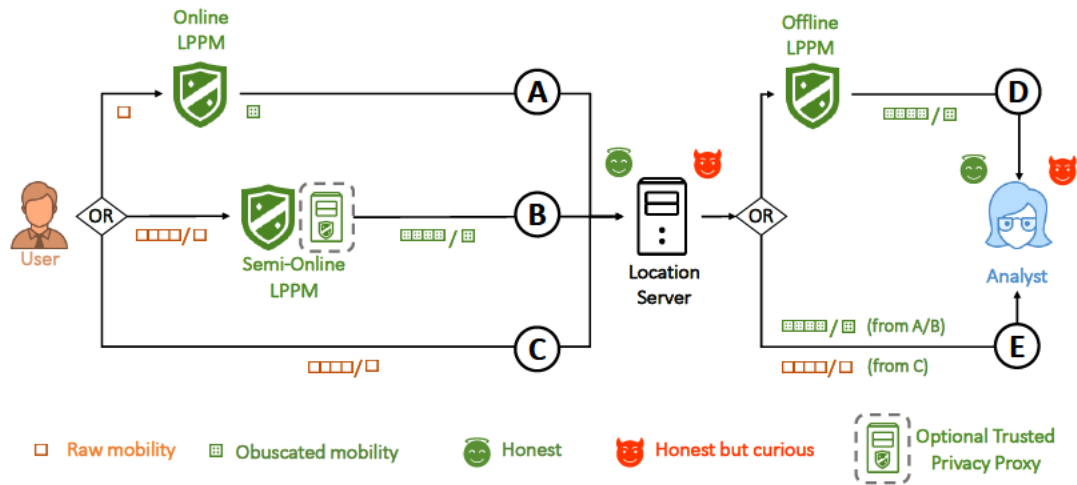 Online
LPPM
A
Offline
LPPM
D
/
OR
User
/
Semi-Online
LPPM
/
B
Location
Server
OR
Analyst
C
/
/ (from A/B)
/ (from C)
E
Raw mobility
Obuscated mobility
Honest
Honest but curious
Optional Trusted
Privacy Proxy